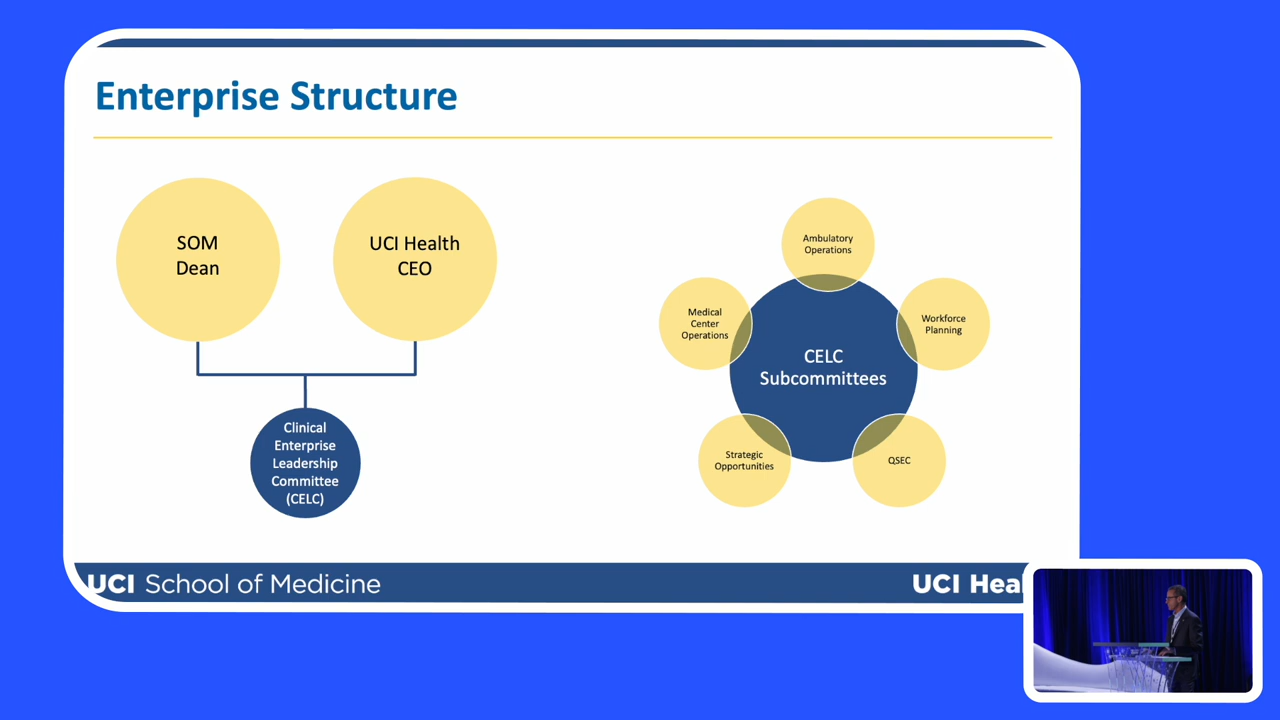 Enterprise Structure
SOM
Dean
UCI Health
CEO
Clinical
Enterprise
Leadership
Committee
(CELC)
Ambulatory
Operations
Medical
Center
Operations
Workforce
Planning
CELC
Subcommittees
Strategic
Opportunities
QSEC
UCI School of Medicine
UCI